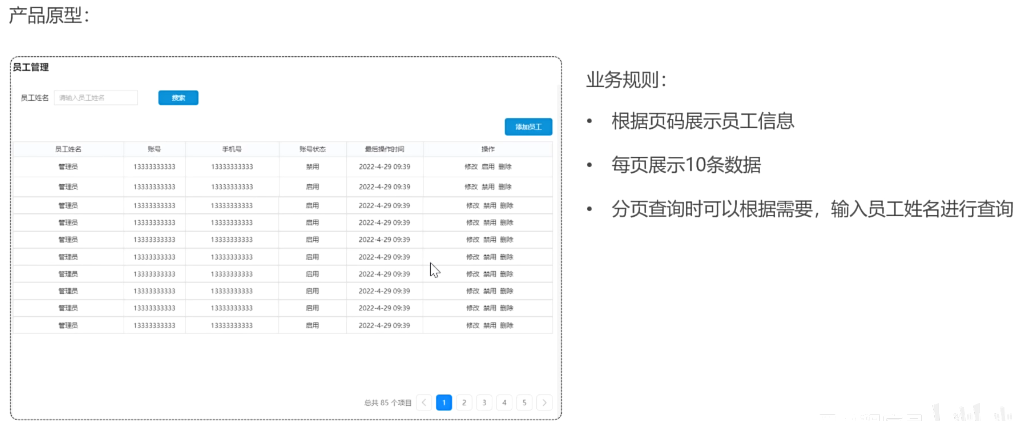 产品原型：
员工管理
员工姓名 请输入员工姓名 搜索
添加员工
员工姓名 账号 手机号 账号状态 最后操作时间 操作
管理员 13333333333 13333333333 禁用 2022-4-29 09:39 修改 启用 删除
管理员 13333333333 13333333333 启用 2022-4-29 09:39 修改 禁用 删除
管理员 13333333333 13333333333 启用 2022-4-29 09:39 修改 禁用 删除
管理员 13333333333 13333333333 启用 2022-4-29 09:39 修改 禁用 删除
管理员 13333333333 13333333333 启用 2022-4-29 09:39 修改 禁用 删除
管理员 13333333333 13333333333 启用 2022-4-29 09:39 修改 禁用 删除
管理员 13333333333 13333333333 启用 2022-4-29 09:39 修改 禁用 删除
管理员 13333333333 13333333333 启用 2022-4-29 09:39 修改 禁用 删除
管理员 13333333333 13333333333 启用 2022-4-29 09:39 修改 禁用 删除
管理员 13333333333 13333333333 启用 2022-4-29 09:39 修改 禁用 删除
总共 85 个项目 < 1 2 3 4 5 >
业务规则：
• 根据页码展示员工信息
• 每页展示10条数据
• 分页查询时可以根据需要，输入员工姓名进行查询